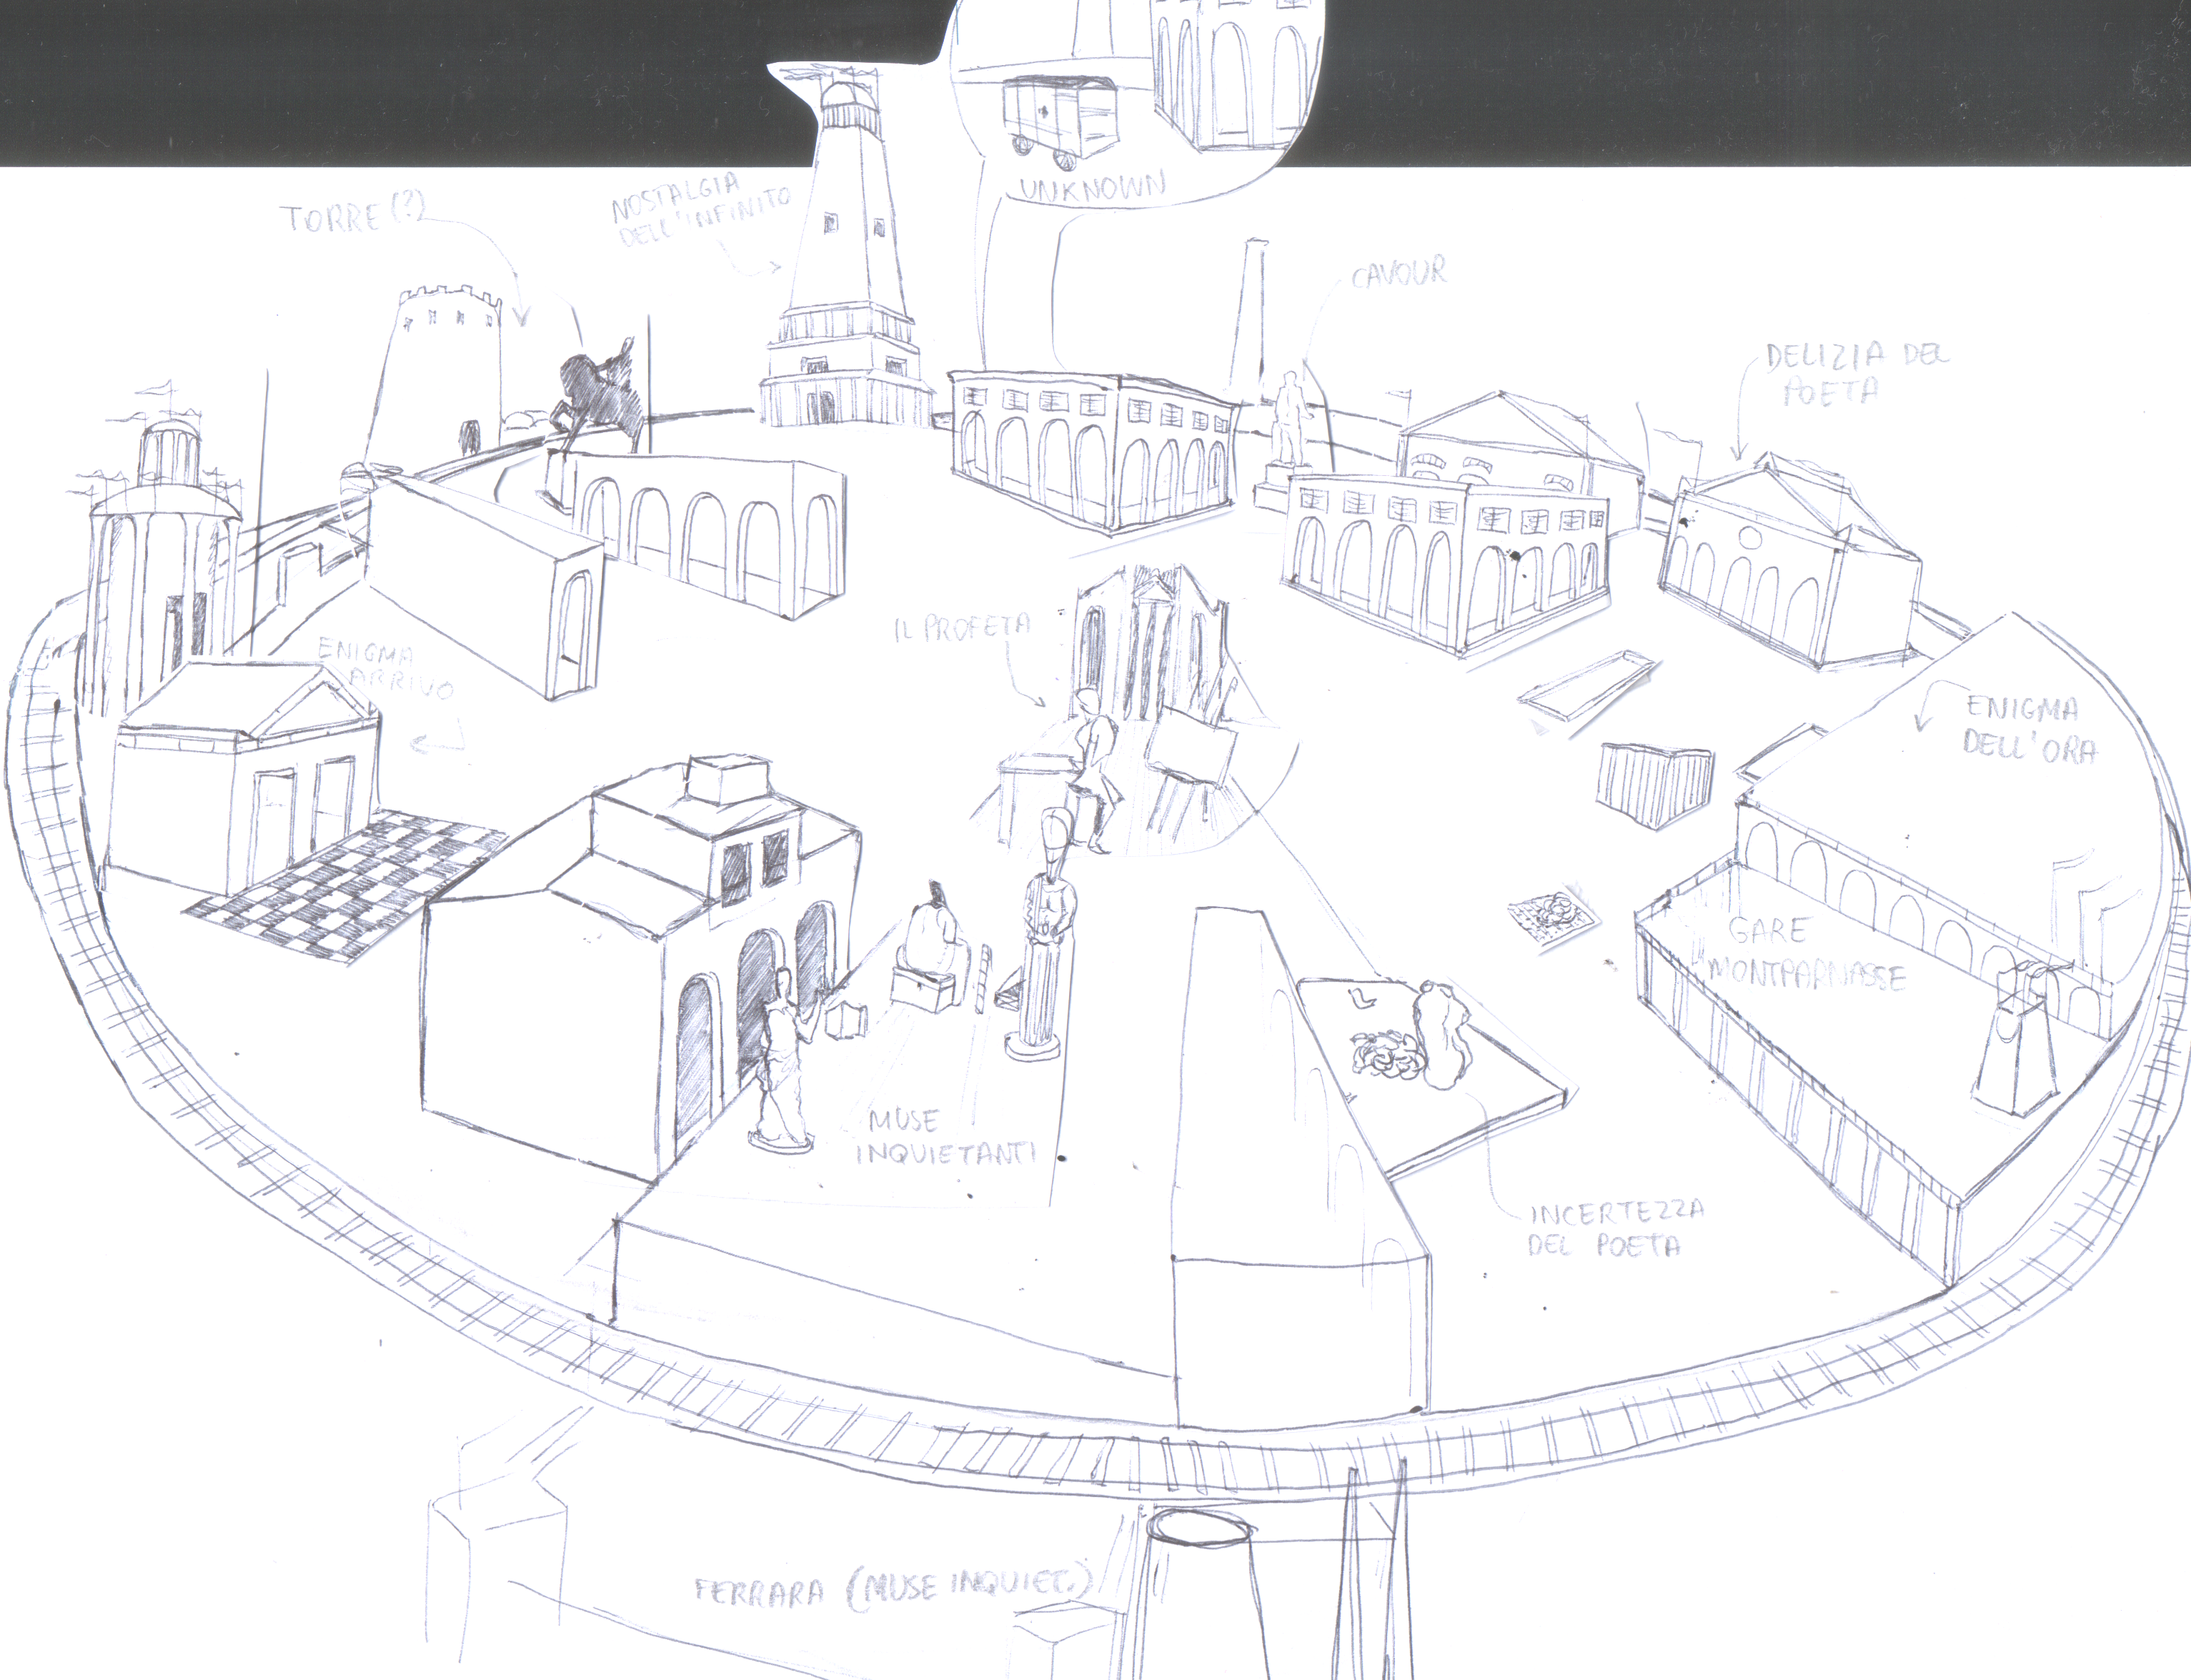 UNKNOWN
TORRE (?)
NOSTALGIA
DELL'INFINITO
CAVOUR
DELIZIA DEL
POETA
IL PROFETA
ENIGMA
ARRIVO
ENIGMA
DELL'ORA
GARE
MONTPARNASSE
MUSE
INQUIETANTI
INCERTEZZA
DEL POETA
FERRARA (MUSE INQUIET.)